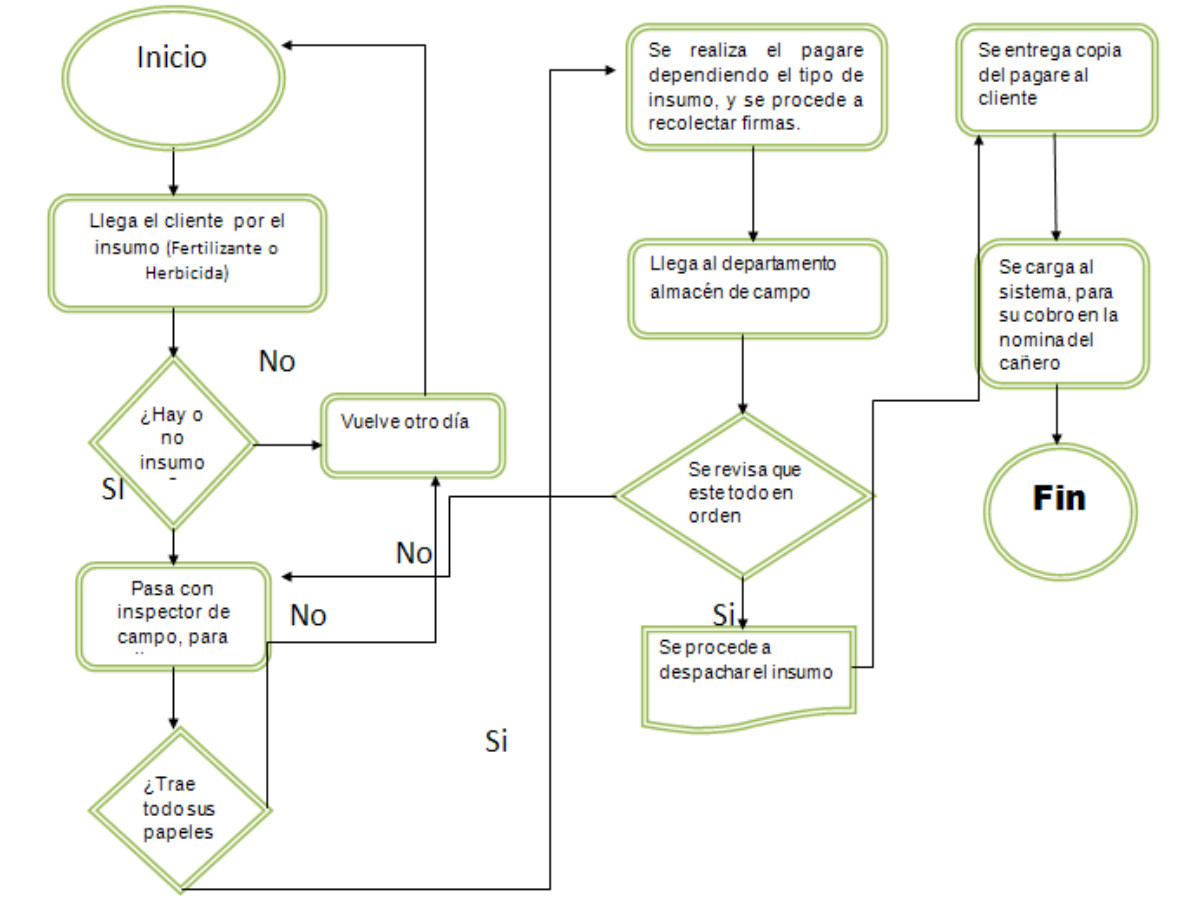 Inicio
Llega el cliente por el
insumo (Fertilizante o
Herbicida)
No
¿Hay o
no
insumo
SI
Vuelve otro día
No
Pasa con
inspector de
campo, para
No
¿Trae
todo sus
papeles
Si
Se realiza el pagare
dependiendo el tipo de
insumo, y se procede a
recolectar firmas.
Llega al departamento
almacén de campo
Se revisa que
este todo en
orden
Si
Se procede a
despachar el insumo
Se entrega copia
del pagare al
cliente
Se carga al
sistema, para
su cobro en la
nomina del
cañero
Fin